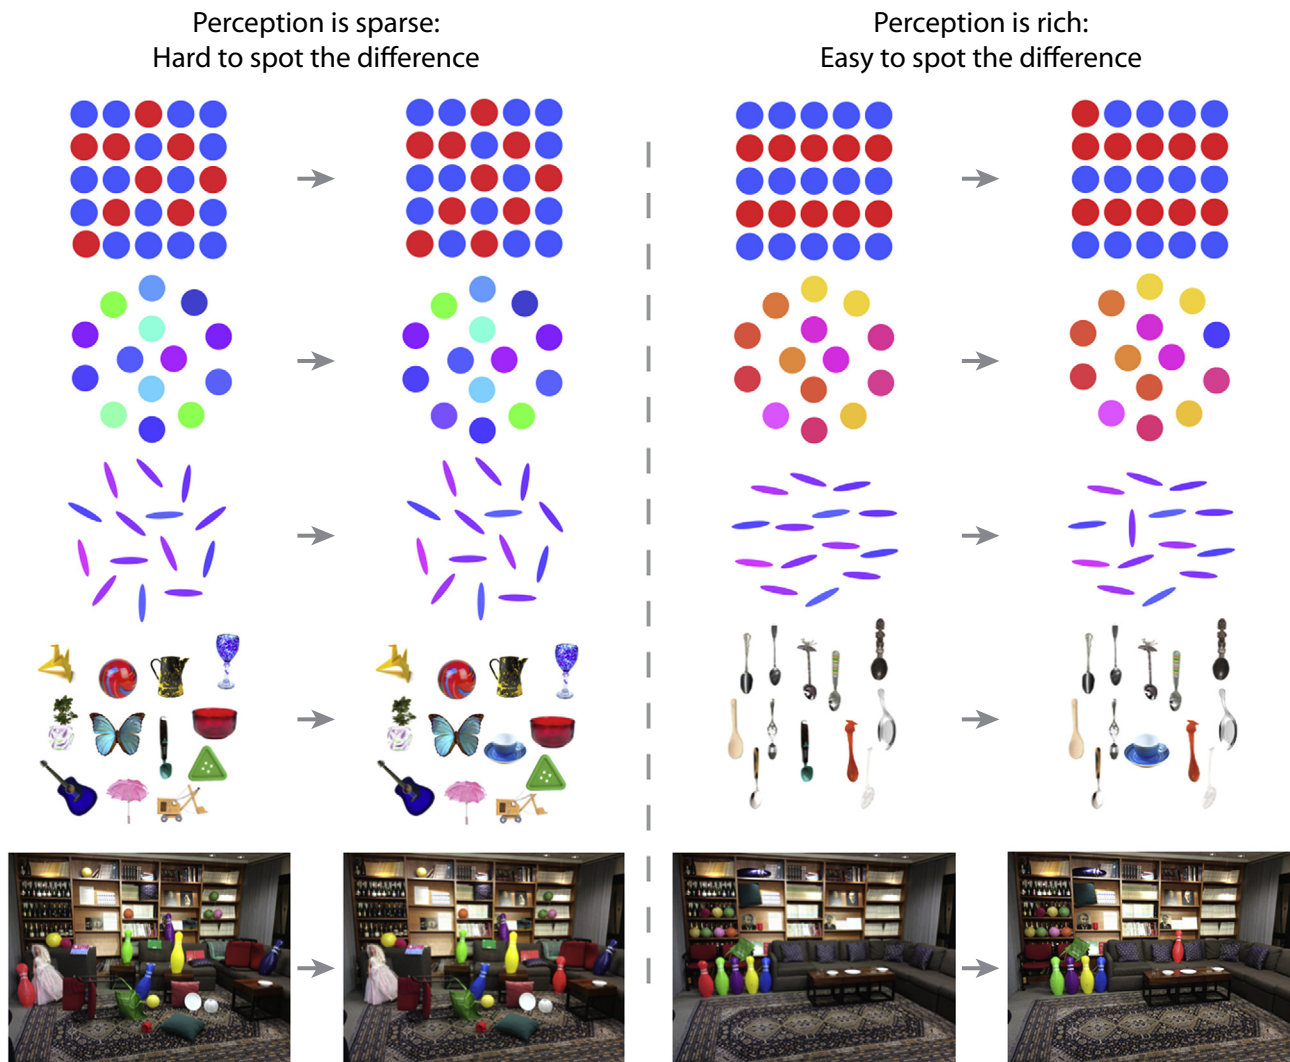 Perception is sparse:
Hard to spot the difference
Perception is rich:
Easy to spot the difference